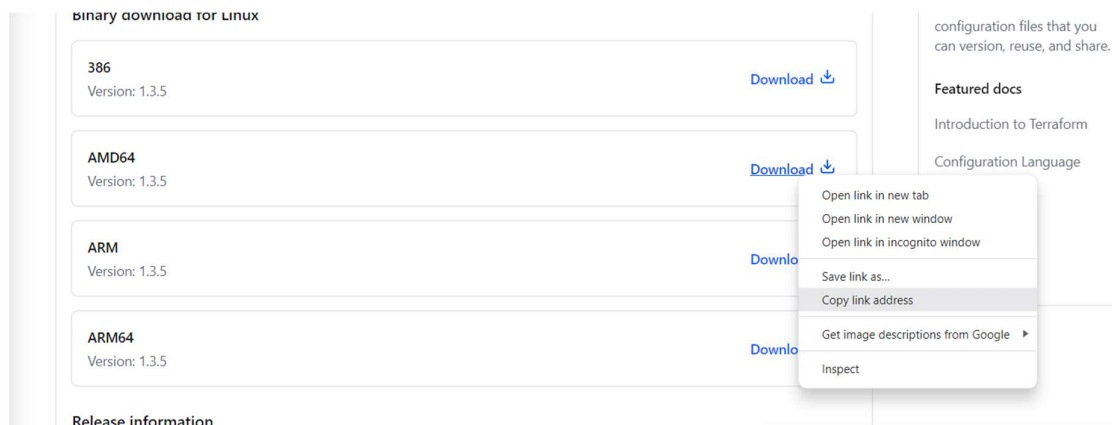 Binary download for Linux
386
Version: 1.3.5
Download
AMD64
Version: 1.3.5
Download
ARM
Version: 1.3.5
Downlo
ARM64
Version: 1.3.5
Downlo
Release information
Open link in new tab
Open link in new window
Open link in incognito window
Save link as...
Copy link address
Get image descriptions from Google
Inspect
configuration files that you
can version, reuse, and share.
Featured docs
Introduction to Terraform
Configuration Language